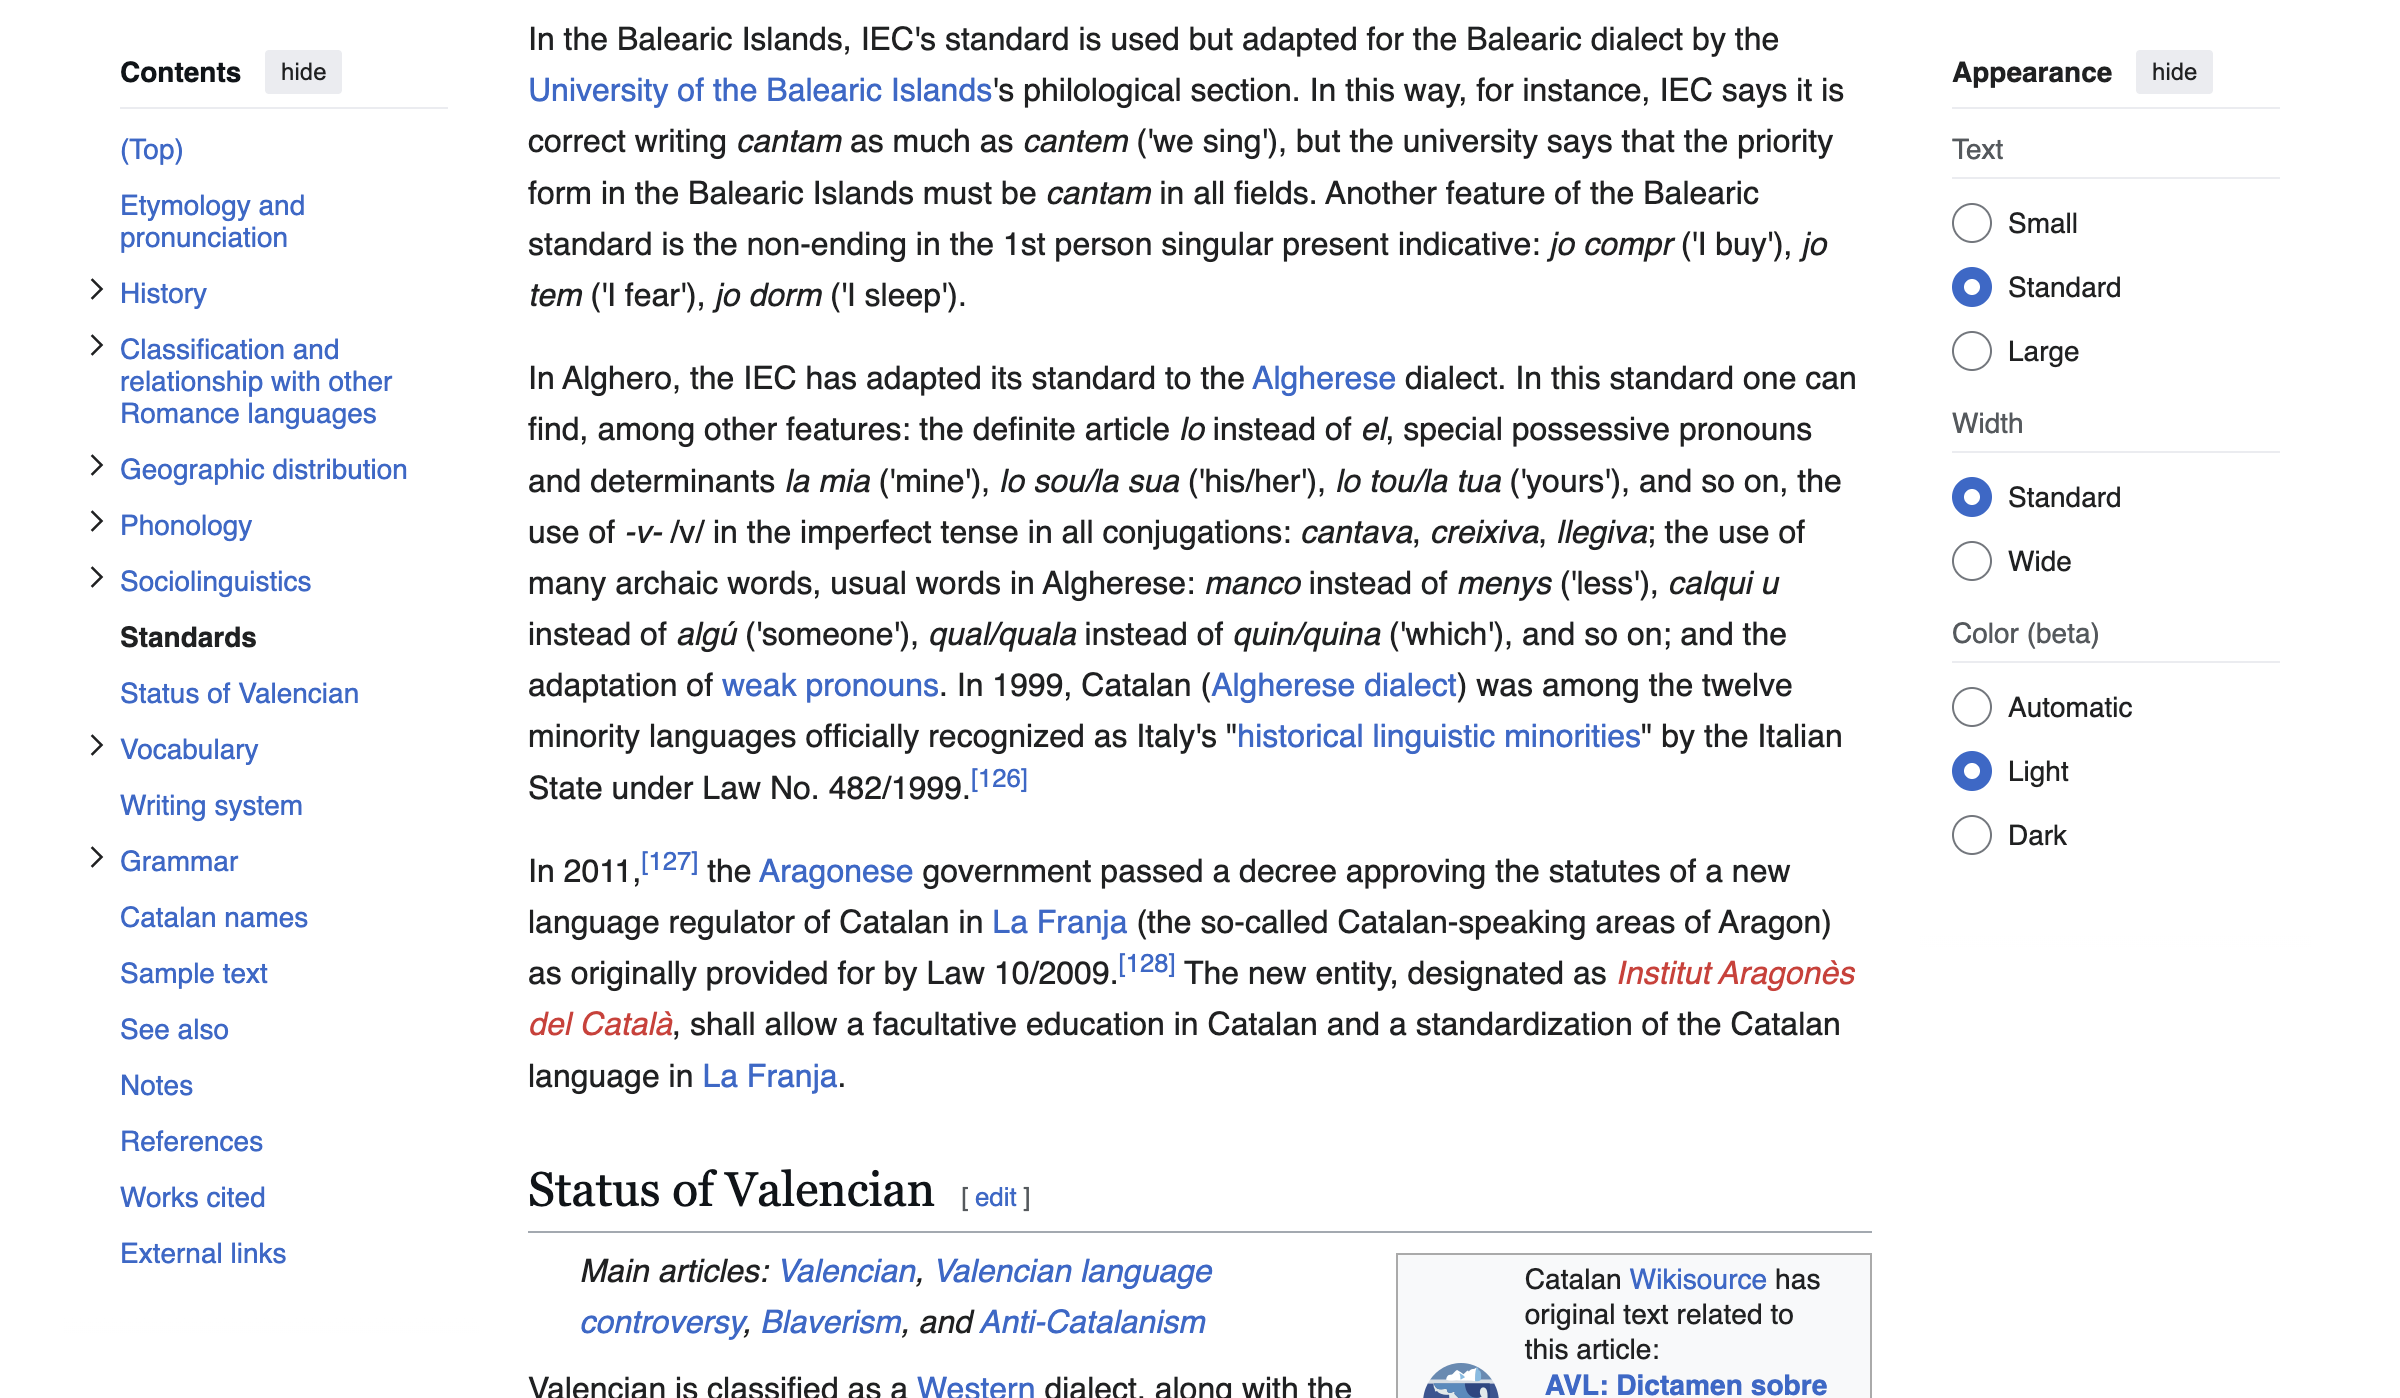 Contents hide
(Top)
Etymology and
pronunciation
History
Classification and
relationship with other
Romance languages
Geographic distribution
Phonology
Sociolinguistics
Standards
Status of Valencian
Vocabulary
Writing system
Grammar
Catalan names
Sample text
See also
Notes
References
Works cited
External links
In the Balearic Islands, IEC's standard is used but adapted for the Balearic dialect by the
University of the Balearic Islands's philological section. In this way, for instance, IEC says it is
correct writing cantam as much as cantem ('we sing'), but the university says that the priority
form in the Balearic Islands must be cantam in all fields. Another feature of the Balearic
standard is the non-ending in the 1st person singular present indicative: jo compr ('I buy'), jo
tem ('I fear'), jo dorm ('I sleep').
In Alghero, the IEC has adapted its standard to the Algherese dialect. In this standard one can
find, among other features: the definite article lo instead of el, special possessive pronouns
and determinants la mia ('mine'), lo sou/la sua ('his/her'), lo tou/la tua ('yours'), and so on, the
use of -v- /v/ in the imperfect tense in all conjugations: cantava, creixiva, llegiva; the use of
many archaic words, usual words in Algherese: manco instead of menys ('less'), calqui u
instead of algú ('someone'), qual/quala instead of quin/quina ('which'), and so on; and the
adaptation of weak pronouns. In 1999, Catalan (Algherese dialect) was among the twelve
minority languages officially recognized as Italy's "historical linguistic minorities" by the Italian
State under Law No. 482/1999.[126]
In 2011,[127] the Aragonese government passed a decree approving the statutes of a new
language regulator of Catalan in La Franja (the so-called Catalan-speaking areas of Aragon)
as originally provided for by Law 10/2009.[128] The new entity, designated as Institut Aragonès
del Català, shall allow a facultative education in Catalan and a standardization of the Catalan
language in La Franja.
Status of Valencian [ edit ]
Main articles: Valencian, Valencian language
controversy, Blaverism, and Anti-Catalanism
Valencian is classified as a Western dialect, along with the
Catalan Wikisource has
original text related to
this article:
AVL: Dictamen sobre
Appearance hide
Text
Small
Standard
Large
Width
Standard
Wide
Color (beta)
Automatic
Light
Dark